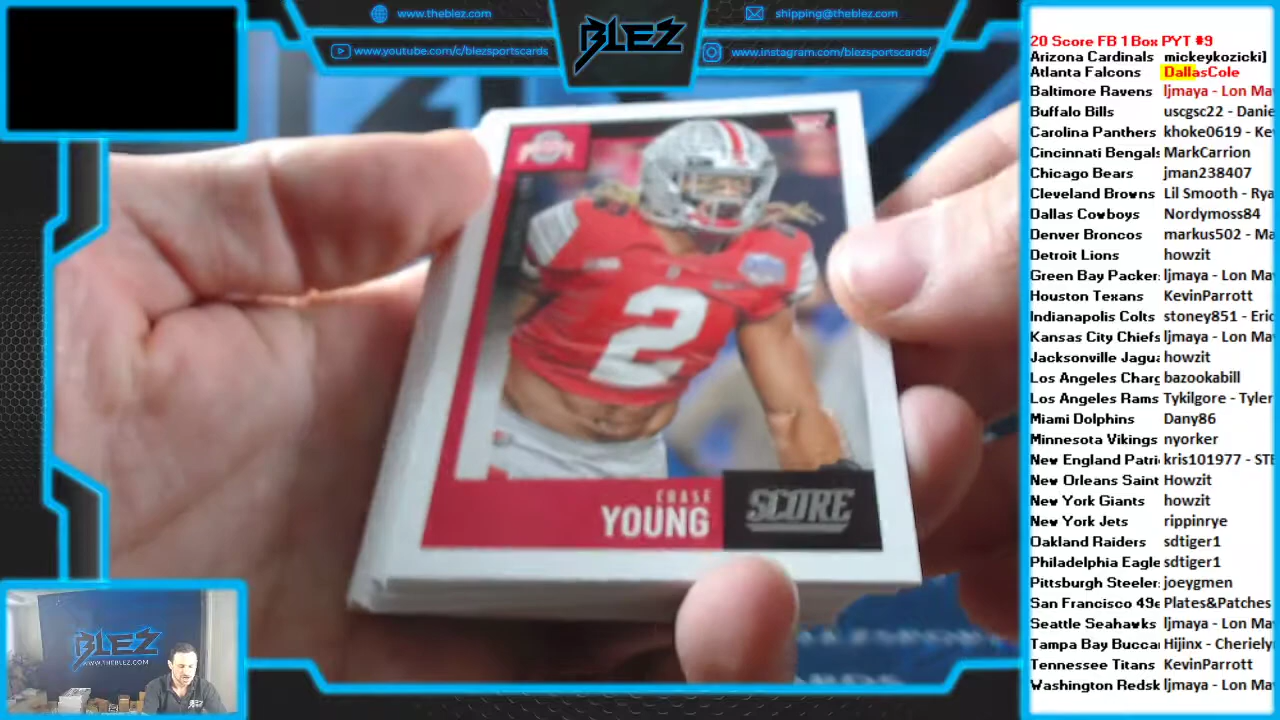 www.theblez.com
BLEZ
shipping@theblez.com
www.youtube.com/c/blezsportscards
www.instagram.com/blezsportscards/
2
CHASE
YOUNG
SCORE
BLEZ
WWW.THEBLEZ.COM
20 Score FB 1 Box PYT #9
Arizona Cardinals mickeykozicki]
Atlanta Falcons DallasCole
Baltimore Ravens ljmaya - Lon Ma
Buffalo Bills uscgsc22 - Danie
Carolina Panthers khoke0619 - Ke
Cincinnati Bengals MarkCarrion
Chicago Bears jman238407
Cleveland Browns Lil Smooth - Rya
Dallas Cowboys Nordymoss84
Denver Broncos markus502 - Ma
Detroit Lions howzit
Green Bay Packer ljmaya - Lon Ma
Houston Texans KevinParrott
Indianapolis Colts stoney851 - Eric
Kansas City Chiefs ljmaya - Lon Ma
Jacksonville Jagua howzit
Los Angeles Charg bazookabill
Los Angeles Rams Tykilgore - Tyler
Miami Dolphins Dany86
Minnesota Vikings nyorker
New England Patri kris101977 - STE
New Orleans Saint Howzit
New York Giants howzit
New York Jets rippinrye
Oakland Raiders sdtiger1
Philadelphia Eagle sdtiger1
Pittsburgh Steeler joeygmen
San Francisco 49e Plates&Patches
Seattle Seahawks ljmaya - Lon Ma
Tampa Bay Bucca Hijinx - Cheriely
Tennessee Titans KevinParrott
Washington Redsk ljmaya - Lon Ma